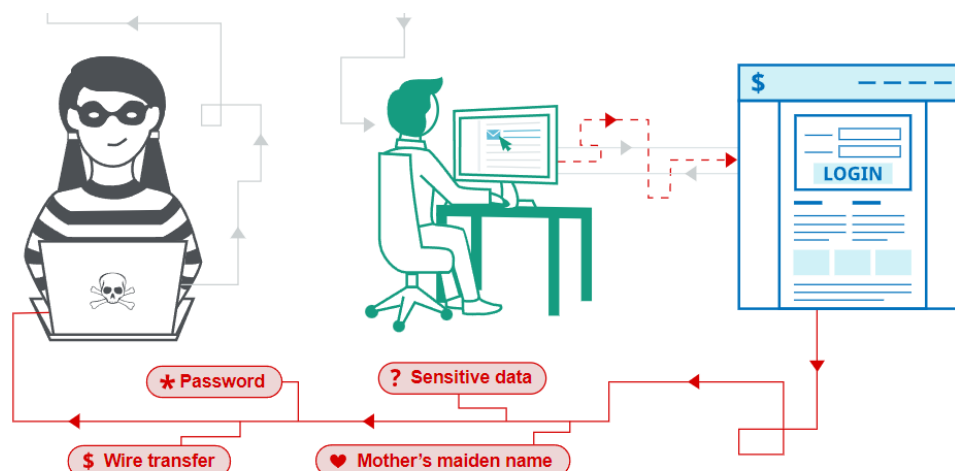 $
LOGIN
* Password
? Sensitive data
$ Wire transfer
♥ Mother's maiden name